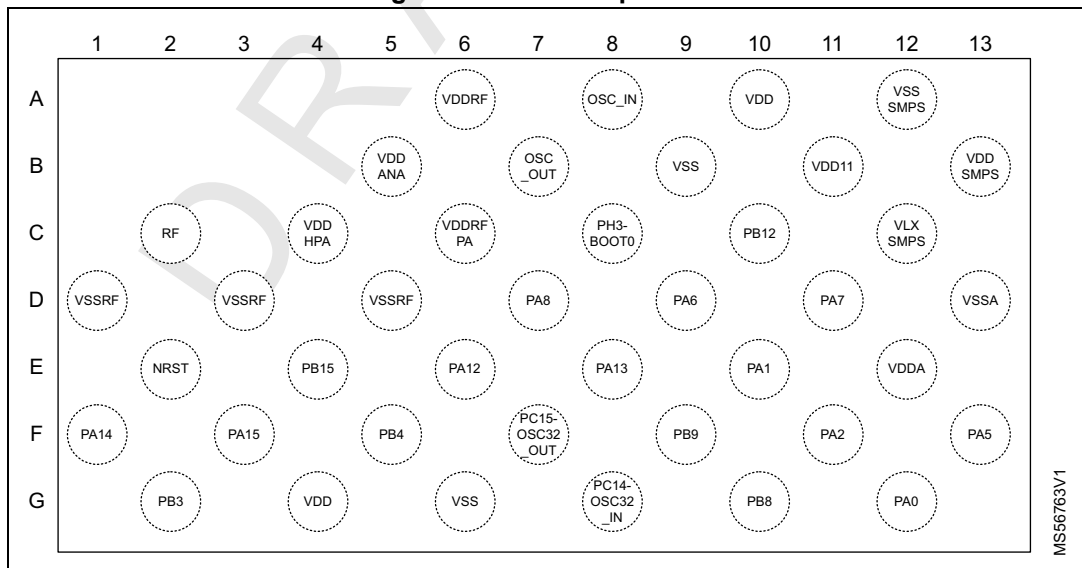 1 2 3 4 5 6 7 8 9 10 11 12 13
A
VDDRF
OSC_IN
VDD
VSS
SMPS
B
VDD
ANA
OSC
_OUT
VSS
VDD11
VDD
SMPS
C
RF
VDD
HPA
VDDRF
PA
PH3-
BOOT0
PB12
VLX
SMPS
D
VSSRF
VSSRF
VSSRF
PA8
PA6
PA7
VSSA
E
NRST
PB15
PA12
PA13
PA1
VDDA
F
PA14
PA15
PB4
PC15-
OSC32
_OUT
PB9
PA2
PA5
G
PB3
VDD
VSS
PC14-
OSC32
_IN
PB8
PA0
MS56763V1